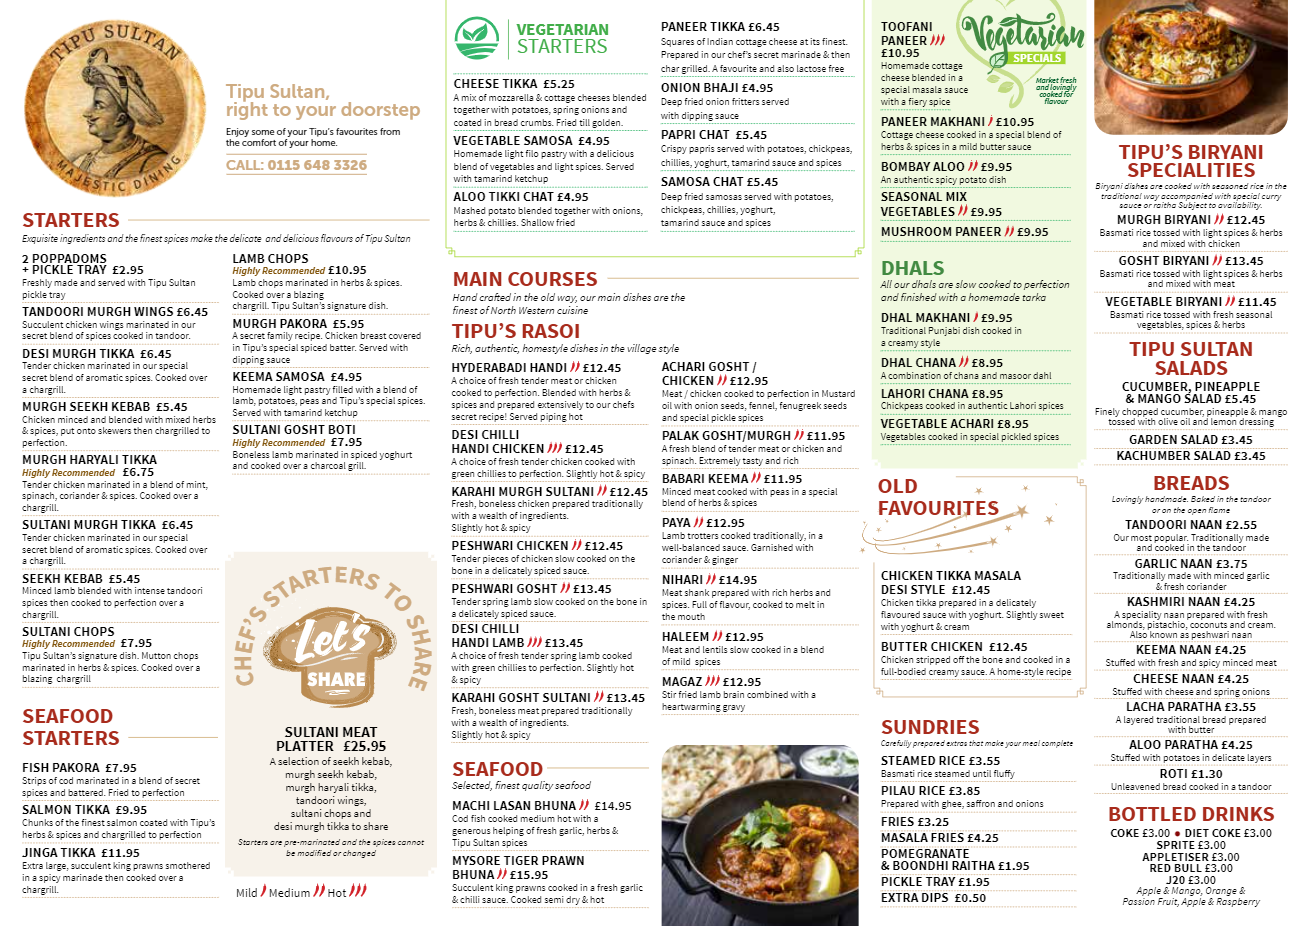 TIPU SULTAN
MAJESTIC DINING
Tipu Sultan,
right to your doorstep
Enjoy some of your Tipu's favourites from
the comfort of your home.
CALL: 0115 648 3326
STARTERS
Exquisite ingredients and the finest spices make the delicate and delicious flavours of Tipu Sultan
2 POPPADOMS
+ PICKLE TRAY £2.95
Freshly made and served with Tipu Sultan
pickle tray
TANDOORI MURGH WINGS £6.45
Succulent chicken wings marinated in our
secret blend of spices cooked in tandoor.
DESI MURGH TIKKA £6.45
Tender chicken marinated in our special
secret blend of aromatic spices. Cooked over
a chargrill.
MURGH SEEKH KEBAB £5.45
Chicken minced and blended with mixed herbs
& spices, put onto skewers then chargrilled to
perfection.
MURGH HARYALI TIKKA
Highly Recommended £6.75
Tender chicken marinated in a blend of mint,
spinach, coriander & spices. Cooked over a
chargrill.
SULTANI MURGH TIKKA £6.45
Tender chicken marinated in our special
secret blend of aromatic spices. Cooked over
a chargrill.
SEEKH KEBAB £5.45
Minced lamb blended with intense tandoori
spices then cooked to perfection over a
chargrill.
SULTANI CHOPS
Highly Recommended £7.95
Tipu Sultan's signature dish. Mutton chops
marinated in herbs & spices. Cooked over a
blazing chargrill
LAMB CHOPS
Highly Recommended £10.95
Lamb chops marinated in herbs & spices.
Cooked over a blazing
chargrill. Tipu Sultan's signature dish.
MURGH PAKORA £5.95
A secret family recipe. Chicken breast covered
in Tipu's special spiced batter. Served with
dipping sauce
KEEMA SAMOSA £4.95
Homemade light pastry filled with a blend of
lamb, potatoes, peas and Tipu's special spices.
Served with tamarind ketchup
SULTANI GOSHT BOTI
Highly Recommended £7.95
Boneless lamb marinated in spiced yoghurt
and cooked over a charcoal grill.
SEAFOOD
STARTERS
FISH PAKORA £7.95
Strips of cod marinated in a blend of secret
spices and battered. Fried to perfection
SALMON TIKKA £9.95
Chunks of the finest salmon coated with Tipu's
herbs & spices and chargrilled to perfection
JINGA TIKKA £11.95
Extra large, succulent king prawns smothered
in a spicy marinade then cooked over a
chargrill.
CHEF'S STARTERS TO SHARE
Let's
SHARE
SULTANI MEAT
PLATTER £25.95
A selection of seekh kebab,
murgh seekh kebab,
murgh haryali tikka,
tandoori wings,
sultani chops and
desi murgh tikka to share
Starters are pre-marinated and the spices cannot
be modified or changed
Mild Medium Hot
VEGETARIAN
STARTERS
CHEESE TIKKA £5.25
A mix of mozzarella & cottage cheeses blended
together with potatoes, spring onions and
coated in bread crumbs. Fried till golden.
VEGETABLE SAMOSA £4.95
Homemade light filo pastry with a delicious
blend of vegetables and light spices. Served
with tamarind ketchup
ALOO TIKKI CHAT £4.95
Mashed potato blended together with onions,
herbs & chillies. Shallow fried
PANEER TIKKA £6.45
Squares of Indian cottage cheese at its finest.
Prepared in our chef's secret marinade & then
char grilled. A favourite and also lactose free
ONION BHAJI £4.95
Deep fried onion fritters served
with dipping sauce
PAPRI CHAT £5.45
Crispy papris served with potatoes, chickpeas,
chillies, yoghurt, tamarind sauce and spices
SAMOSA CHAT £5.45
Deep fried samosas served with potatoes,
chickpeas, chillies, yoghurt,
tamarind sauce and spices
MAIN COURSES
Hand crafted in the old way, our main dishes are the
finest of North Western cuisine
TIPU'S RASOI
Rich, authentic, homestyle dishes in the village style
HYDERABADI HANDI £12.45
A choice of fresh tender meat or chicken
cooked to perfection. Blended with herbs &
spices and prepared extensively to our chefs
secret recipe! Served piping hot
DESI CHILLI
HANDI CHICKEN £12.45
A choice of fresh tender chicken cooked with
green chillies to perfection. Slightly hot & spicy
KARAHI MURGH SULTANI £12.45
Fresh, boneless chicken prepared traditionally
with a wealth of ingredients.
Slightly hot & spicy
PESHWARI CHICKEN £12.45
Tender pieces of chicken slow cooked on the
bone in a delicately spiced sauce.
PESHWARI GOSHT £13.45
Tender spring lamb slow cooked on the bone in
a delicately spiced sauce.
DESI CHILLI
HANDI LAMB £13.45
A choice of fresh tender spring lamb cooked
with green chillies to perfection. Slightly hot
& spicy
KARAHI GOSHT SULTANI £13.45
Fresh, boneless meat prepared traditionally
with a wealth of ingredients.
Slightly hot & spicy
ACHARI GOSHT /
CHICKEN £12.95
Meat / chicken cooked to perfection in Mustard
oil with onion seeds, fennel, fenugreek seeds
and special pickle spices
PALAK GOSHT/MURGH £11.95
A fresh blend of tender meat or chicken and
spinach. Extremely tasty and rich
BABARI KEEMA £11.95
Minced meat cooked with peas in a special
blend of herbs & spices
PAYA £12.95
Lamb trotters cooked traditionally, in a
well-balanced sauce. Garnished with
coriander & ginger
NIHARI £14.95
Meat shank prepared with rich herbs and
spices. Full of flavour, cooked to melt in
the mouth
HALEEM £12.95
Meat and lentils slow cooked in a blend
of mild spices
MAGAZ £12.95
Stir fried lamb brain combined with a
heartwarming gravy
SEAFOOD
Selected, finest quality seafood
MACHI LASAN BHUNA £14.95
Cod fish cooked medium hot with a
generous helping of fresh garlic, herbs &
Tipu Sultan spices
MYSORE TIGER PRAWN
BHUNA £15.95
Succulent king prawns cooked in a fresh garlic
& chilli sauce. Cooked semi dry & hot
Vegetarian
SPECIALS
Market fresh
and lovingly
cooked for
flavour
TOOFANI
PANEER
£10.95
Homemade cottage
cheese blended in a
special masala sauce
with a fiery spice
PANEER MAKHANI £10.95
Cottage cheese cooked in a special blend of
herbs & spices in a mild butter sauce
BOMBAY ALOO £9.95
An authentic spicy potato dish
SEASONAL MIX
VEGETABLES £9.95
MUSHROOM PANEER £9.95
DHALS
All our dhals are slow cooked to perfection
and finished with a homemade tarka
DHAL MAKHANI £9.95
Traditional Punjabi dish cooked in
a creamy style
DHAL CHANA £8.95
A combination of chana and masoor dahl
LAHORI CHANA £8.95
Chickpeas cooked in authentic Lahori spices
VEGETABLE ACHARI £8.95
Vegetables cooked in special pickled spices
OLD
FAVOURITES
CHICKEN TIKKA MASALA
DESI STYLE £12.45
Chicken tikka prepared in a delicately
flavoured sauce with yoghurt. Slightly sweet
with yoghurt & cream
BUTTER CHICKEN £12.45
Chicken stripped off the bone and cooked in a
full-bodied creamy sauce. A home-style recipe
SUNDRIES
Carefully prepared extras that make your meal complete
STEAMED RICE £3.55
Basmati rice steamed until fluffy
PILAU RICE £3.85
Prepared with ghee, saffron and onions
FRIES £3.25
MASALA FRIES £4.25
POMEGRANATE
& BOONDHI RAITHA £1.95
PICKLE TRAY £1.95
EXTRA DIPS £0.50
TIPU'S BIRYANI
SPECIALITIES
Biryani dishes are cooked with seasoned rice in the
traditional way accompanied with special curry
sauce or raitha Subject to availability.
MURGH BIRYANI £12.45
Basmati rice tossed with light spices & herbs
and mixed with chicken
GOSHT BIRYANI £13.45
Basmati rice tossed with light spices & herbs
and mixed with meat
VEGETABLE BIRYANI £11.45
Basmati rice tossed with fresh seasonal
vegetables, spices & herbs
TIPU SULTAN
SALADS
CUCUMBER, PINEAPPLE
& MANGO SALAD £5.45
Finely chopped cucumber, pineapple & mango
tossed with olive oil and lemon dressing
GARDEN SALAD £3.45
KACHUMBER SALAD £3.45
BREADS
Lovingly handmade. Baked in the tandoor
or on the open flame
TANDOORI NAAN £2.55
Our most popular. Traditionally made
and cooked in the tandoor
GARLIC NAAN £3.75
Traditionally made with minced garlic
& fresh coriander
KASHMIRI NAAN £4.25
A speciality naan prepared with fresh
almonds, pistachio, coconuts and cream.
Also known as peshwari naan
KEEMA NAAN £4.25
Stuffed with fresh and spicy minced meat
CHEESE NAAN £4.25
Stuffed with cheese and spring onions
LACHA PARATHA £3.55
A layered traditional bread prepared
with butter
ALOO PARATHA £4.25
Stuffed with potatoes in delicate layers
ROTI £1.30
Unleavened bread cooked in a tandoor
BOTTLED DRINKS
COKE £3.00 • DIET COKE £3.00
SPRITE £3.00
APPLETISER £3.00
RED BULL £3.00
J20 £3.00
Apple & Mango, Orange &
Passion Fruit, Apple & Raspberry